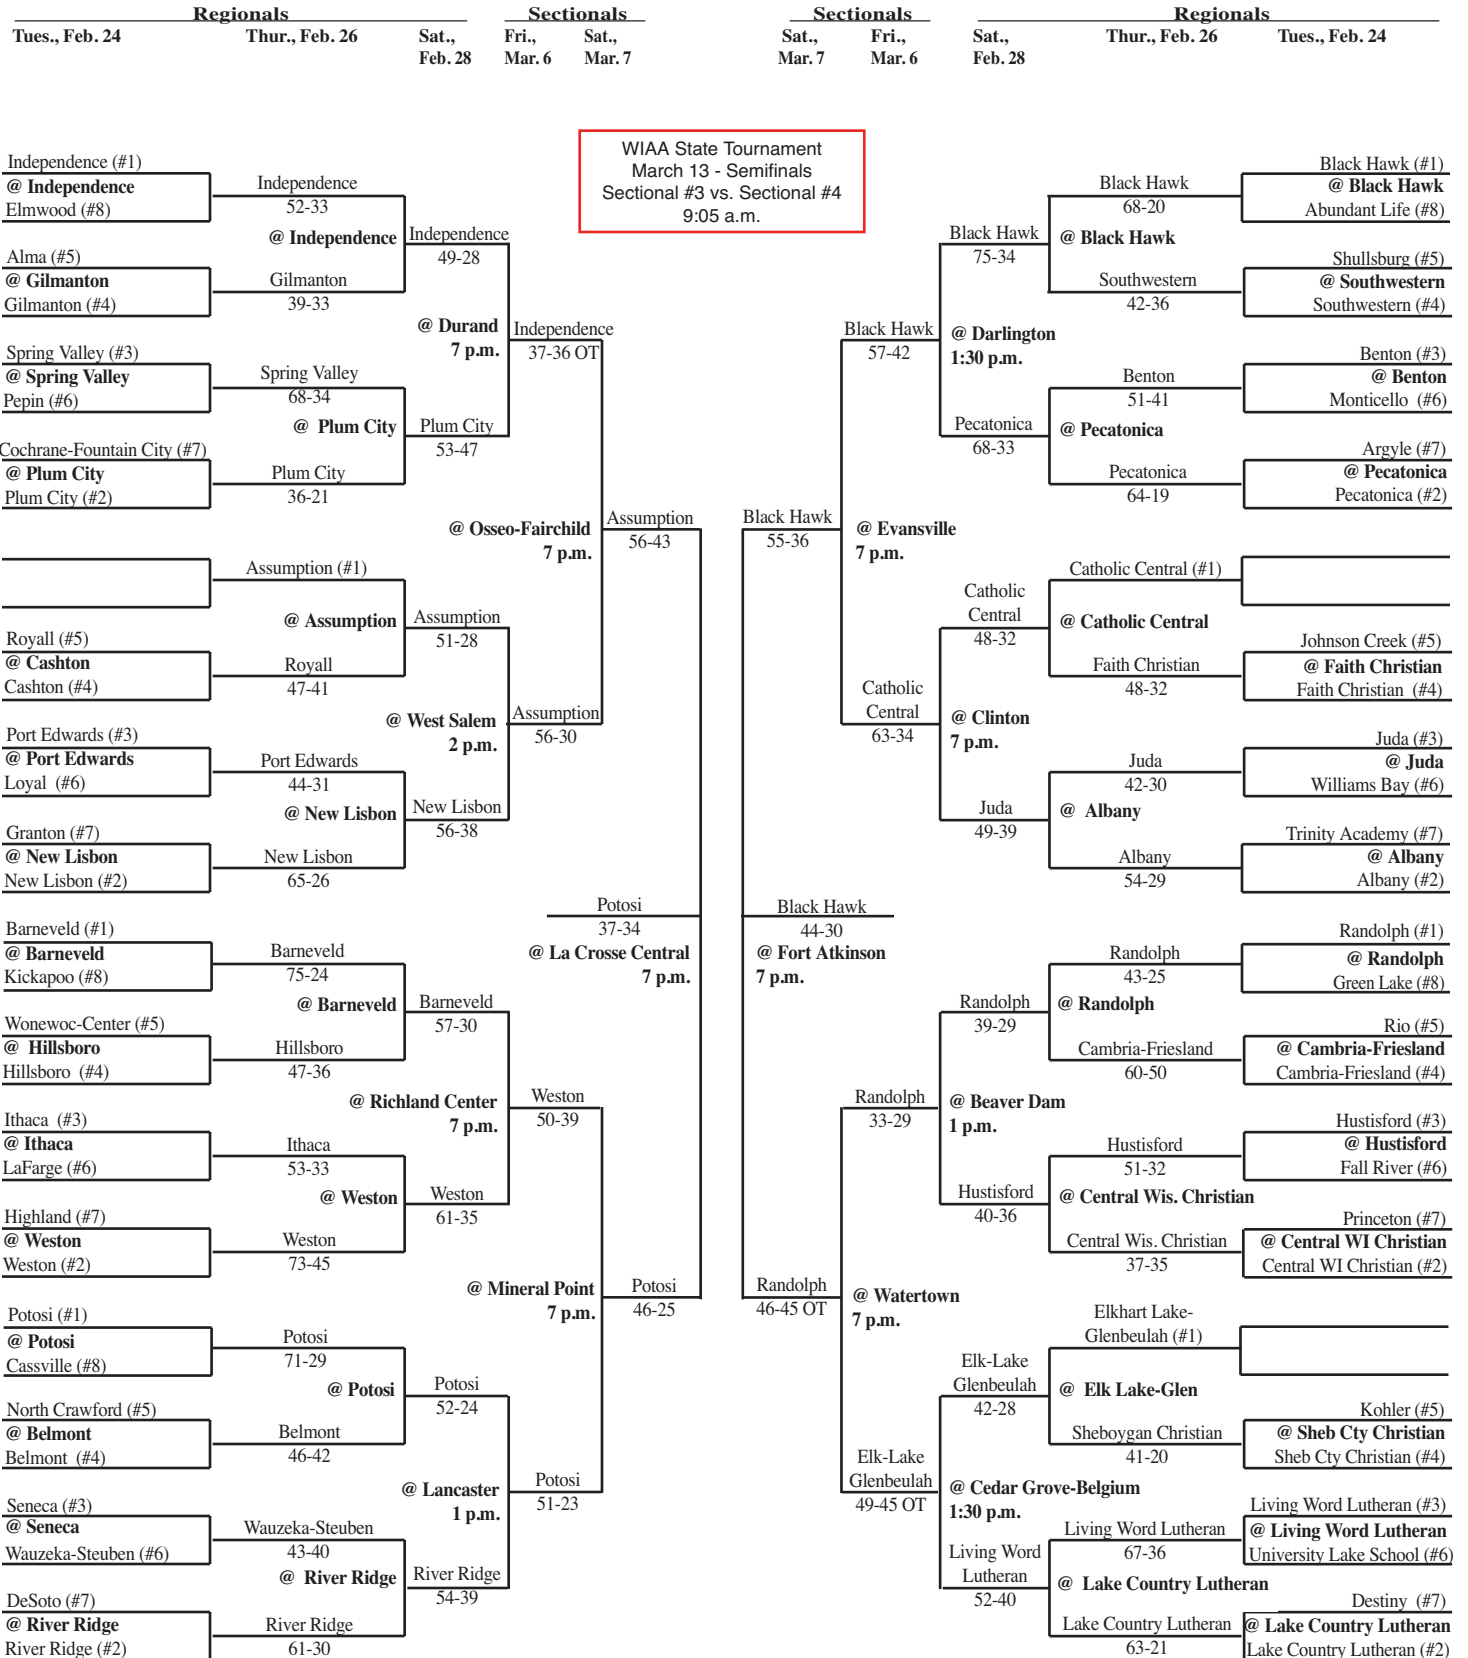 Regionals
Sectionals
Sectionals
Regionals
Tues., Feb. 24
Thur., Feb. 26
Sat.,
Feb. 28
Fri.,
Mar. 6
Sat.,
Mar. 7
Sat.,
Mar. 7
Fri.,
Mar. 6
Sat.,
Feb. 28
Thur., Feb. 26
Tues., Feb. 24
WIAA State Tournament
March 13 - Semifinals
Sectional #3 vs. Sectional #4
9:05 a.m.
Independence (#1)
@ Independence
Elmwood (#8)
Alma (#5)
@ Gilmanton
Gilmanton (#4)
Spring Valley (#3)
@ Spring Valley
Pepin (#6)
Cochrane-Fountain City (#7)
@ Plum City
Plum City (#2)
Royall (#5)
@ Cashton
Cashton (#4)
Port Edwards (#3)
@ Port Edwards
Loyal (#6)
Granton (#7)
@ New Lisbon
New Lisbon (#2)
Barneveld (#1)
@ Barneveld
Kickapoo (#8)
Wonewoc-Center (#5)
@ Hillsboro
Hillsboro (#4)
Ithaca (#3)
@ Ithaca
LaFarge (#6)
Highland (#7)
@ Weston
Weston (#2)
Potosi (#1)
@ Potosi
Cassville (#8)
North Crawford (#5)
@ Belmont
Belmont (#4)
Seneca (#3)
@ Seneca
Wauzeka-Steuben (#6)
DeSoto (#7)
@ River Ridge
River Ridge (#2)
Independence
52-33
@ Independence
Gilmanton
39-33
Spring Valley
68-34
@ Plum City
Plum City
36-21
Assumption (#1)
@ Assumption
Royall
47-41
Port Edwards
44-31
@ New Lisbon
New Lisbon
65-26
Barneveld
75-24
@ Barneveld
Hillsboro
47-36
Ithaca
53-33
@ Weston
Weston
73-45
Potosi
71-29
@ Potosi
Belmont
46-42
Wauzeka-Steuben
43-40
@ River Ridge
River Ridge
61-30
Independence
49-28
@ Durand
7 p.m.
Plum City
53-47
Assumption
51-28
@ West Salem
2 p.m.
New Lisbon
56-38
Barneveld
57-30
@ Richland Center
7 p.m.
Weston
61-35
Potosi
52-24
@ Lancaster
1 p.m.
River Ridge
54-39
Independence
37-36 OT
@ Osseo-Fairchild
7 p.m.
Assumption
56-30
Weston
50-39
@ Mineral Point
7 p.m.
Potosi
51-23
Assumption
56-43
Potosi
37-34
@ La Crosse Central
7 p.m.
Potosi
46-25
Black Hawk
55-36
Black Hawk
44-30
@ Fort Atkinson
7 p.m.
Randolph
46-45 OT
Black Hawk
57-42
@ Evansville
7 p.m.
Catholic
Central
63-34
Randolph
33-29
@ Watertown
7 p.m.
Elk-Lake
Glenbeulah
49-45 OT
Black Hawk
75-34
@ Darlington
1:30 p.m.
Pecatonica
68-33
Catholic
Central
48-32
@ Clinton
7 p.m.
Juda
49-39
Randolph
39-29
@ Beaver Dam
1 p.m.
Hustisford
40-36
Elk-Lake
Glenbeulah
42-28
@ Cedar Grove-Belgium
1:30 p.m.
Living Word
Lutheran
52-40
Black Hawk
68-20
@ Black Hawk
Southwestern
42-36
Benton
51-41
@ Pecatonica
Pecatonica
64-19
Catholic Central (#1)
@ Catholic Central
Faith Christian
48-32
Juda
42-30
@ Albany
Albany
54-29
Randolph
43-25
@ Randolph
Cambria-Friesland
60-50
Hustisford
51-32
@ Central Wis. Christian
Central Wis. Christian
37-35
Elkhart Lake-
Glenbeulah (#1)
@ Elk Lake-Glen
Sheboygan Christian
41-20
Living Word Lutheran
67-36
@ Lake Country Lutheran
Lake Country Lutheran
63-21
Black Hawk (#1)
@ Black Hawk
Abundant Life (#8)
Shullsburg (#5)
@ Southwestern
Southwestern (#4)
Benton (#3)
@ Benton
Monticello (#6)
Argyle (#7)
@ Pecatonica
Pecatonica (#2)
Johnson Creek (#5)
@ Faith Christian
Faith Christian (#4)
Juda (#3)
@ Juda
Williams Bay (#6)
Trinity Academy (#7)
@ Albany
Albany (#2)
Randolph (#1)
@ Randolph
Green Lake (#8)
Rio (#5)
@ Cambria-Friesland
Cambria-Friesland (#4)
Hustisford (#3)
@ Hustisford
Fall River (#6)
Princeton (#7)
@ Central WI Christian
Central WI Christian (#2)
Kohler (#5)
@ Sheb Cty Christian
Sheb Cty Christian (#4)
Living Word Lutheran (#3)
@ Living Word Lutheran
University Lake School (#6)
Destiny (#7)
@ Lake Country Lutheran
Lake Country Lutheran (#2)